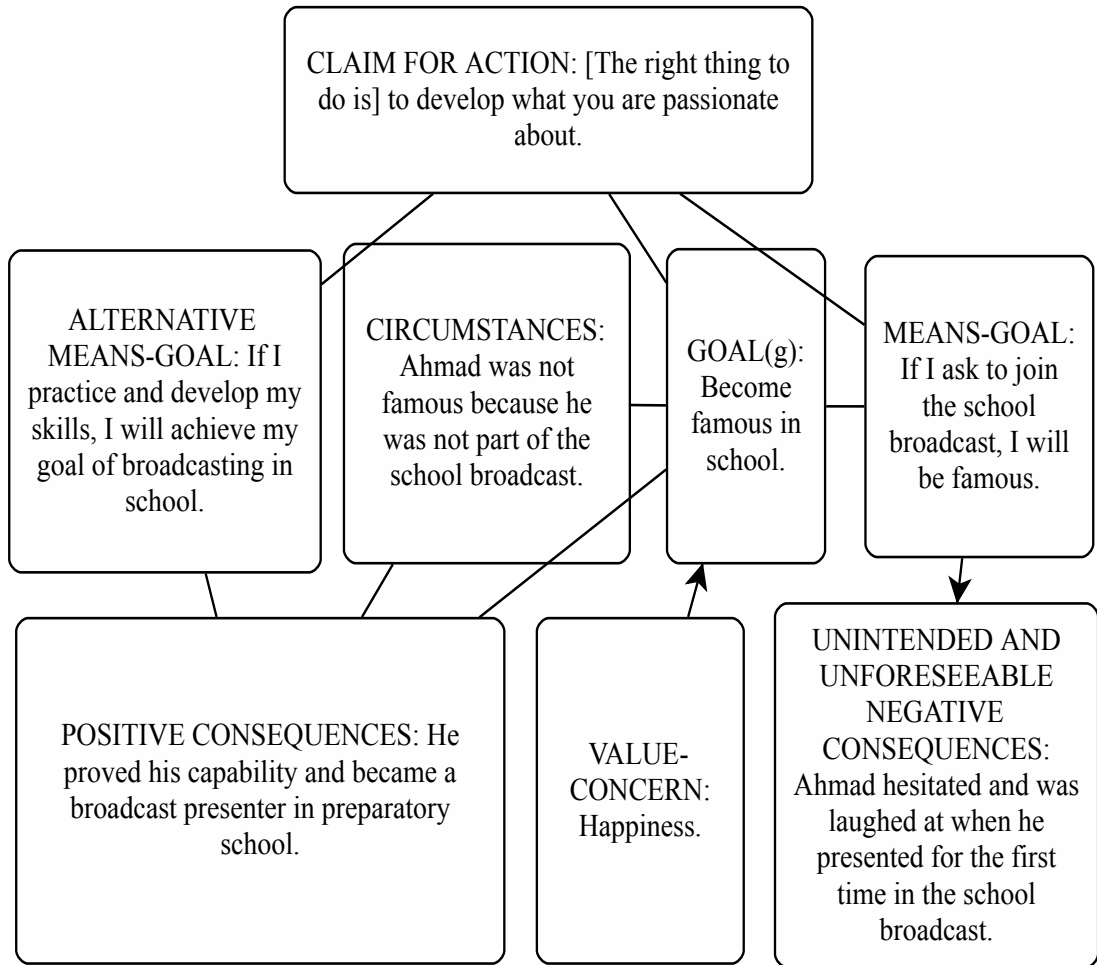 CLAIM FOR ACTION: [The right thing to
do is] to develop what you are passionate
about.
ALTERNATIVE
MEANS-GOAL: If I
practice and develop my
skills, I will achieve my
goal of broadcasting in
school.
CIRCUMSTANCES:
Ahmad was not
famous because he
was not part of the
school broadcast.
GOAL(g):
Become
famous in
school.
MEANS-GOAL:
If I ask to join
the school
broadcast, I will
be famous.
POSITIVE CONSEQUENCES: He
proved his capability and became a
broadcast presenter in preparatory
school.
VALUE-
CONCERN:
Happiness.
UNINTENDED AND
UNFORESEEABLE
NEGATIVE
CONSEQUENCES:
Ahmad hesitated and was
laughed at when he
presented for the first
time in the school
broadcast.